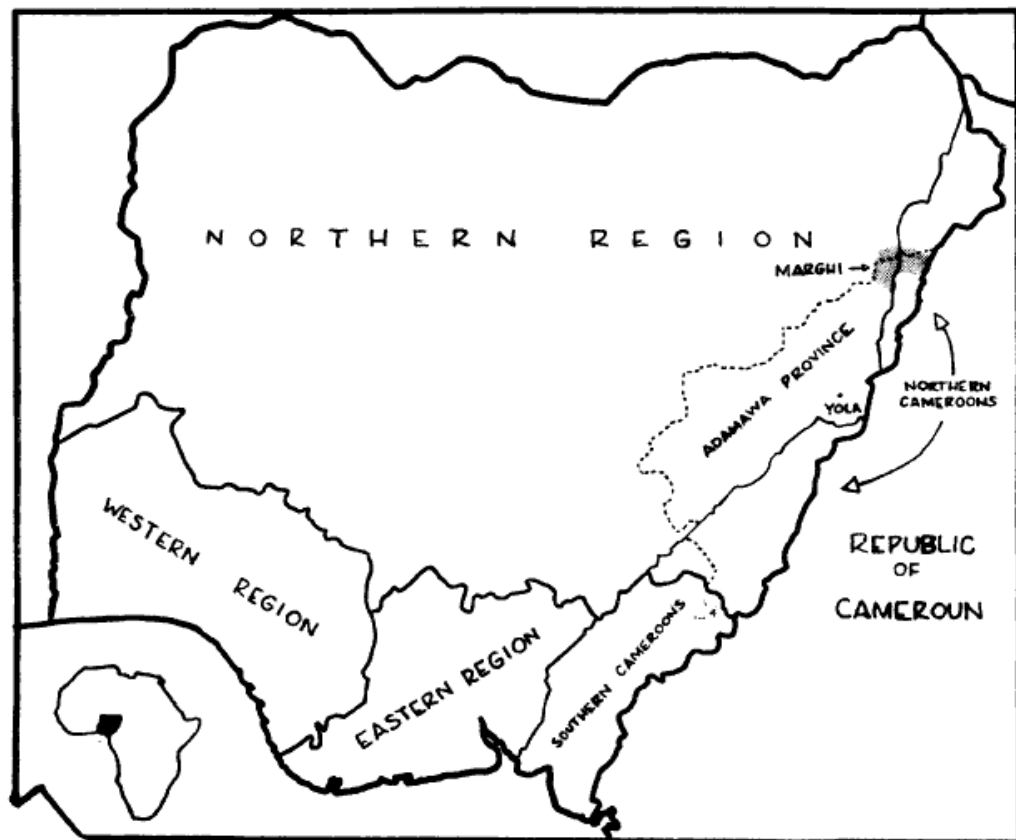 NORTHERN REGION
MARGHI
ADAMAWA PROVINCE
YOLA
NORTHERN
CAMEROONS
WESTERN
REGION
EASTERN REGION
SOUTHERN CAMEROONS
REPUBLIC
OF
CAMEROUN